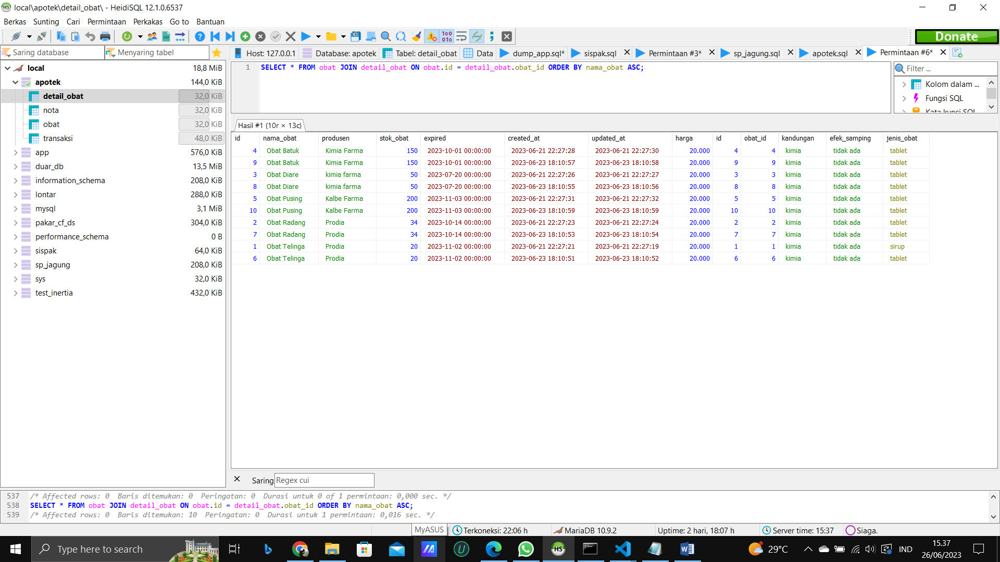 local\apotek\detail_obat\ - HeidiSQL 12.1.0.6537
Berkas Sunting Cari Permintaan Perkakas Go to Bantuan
Donate
Saring database Menyaring tabel
Host: 127.0.0.1 Database: apotek Tabel: detail_obat Data dump_app.sql* sispak.sql Permintaan #3* sp_jagung.sql apotek.sql Permintaan #6*
local 18,8 MiB
apotek 144,0 KiB
detail_obat 32,0 KiB
nota 32,0 KiB
obat 32,0 KiB
transaksi 48,0 KiB
app 576,0 KiB
duar_db 13,5 MiB
information_schema 208,0 KiB
lontar 288,0 KiB
mysql 3,1 MiB
pakar_cf_ds 304,0 KiB
performance_schema 0 B
sispak 64,0 KiB
sp_jagung 208,0 KiB
sys 32,0 KiB
test_inertia 432,0 KiB
1 SELECT * FROM obat JOIN detail_obat ON obat.id = detail_obat.obat_id ORDER BY nama_obat ASC;
Filter ...
Kolom dalam ...
Fungsi SQL
Kata kunci SQL
Hasil #1 (10r × 13c)
id nama_obat produsen stok_obat expired created_at updated_at harga id obat_id kandungan efek_samping jenis_obat
4 Obat Batuk Kimia Farma 150 2023-10-01 00:00:00 2023-06-21 22:27:28 2023-06-21 22:27:30 20.000 4 4 kimia tidak ada tablet
9 Obat Batuk Kimia Farma 150 2023-10-01 00:00:00 2023-06-23 18:10:57 2023-06-23 18:10:58 20.000 9 9 kimia tidak ada tablet
3 Obat Diare kimia farma 50 2023-07-20 00:00:00 2023-06-21 22:27:26 2023-06-21 22:27:27 20.000 3 3 kimia tidak ada tablet
8 Obat Diare kimia farma 50 2023-07-20 00:00:00 2023-06-23 18:10:55 2023-06-23 18:10:56 20.000 8 8 kimia tidak ada tablet
5 Obat Pusing Kalbe Farma 200 2023-11-03 00:00:00 2023-06-21 22:27:31 2023-06-21 22:27:32 20.000 5 5 kimia tidak ada tablet
10 Obat Pusing Kalbe Farma 200 2023-11-03 00:00:00 2023-06-23 18:10:59 2023-06-23 18:10:59 20.000 10 10 kimia tidak ada tablet
2 Obat Radang Prodia 34 2023-10-14 00:00:00 2023-06-21 22:27:23 2023-06-21 22:27:24 20.000 2 2 kimia tidak ada tablet
7 Obat Radang Prodia 34 2023-10-14 00:00:00 2023-06-23 18:10:53 2023-06-23 18:10:54 20.000 7 7 kimia tidak ada tablet
1 Obat Telinga Prodia 20 2023-11-02 00:00:00 2023-06-21 22:27:21 2023-06-21 22:27:19 20.000 1 1 kimia tidak ada sirup
6 Obat Telinga Prodia 20 2023-11-02 00:00:00 2023-06-23 18:10:51 2023-06-23 18:10:52 20.000 6 6 kimia tidak ada tablet
Saring Regex cui
537 /* Affected rows: 0 Baris ditemukan: 0 Peringatan: 0 Durasi untuk 0 of 1 permintaan: 0,000 sec. */
538 SELECT * FROM obat JOIN detail_obat ON obat.id = detail_obat.obat_id ORDER BY nama_obat ASC;
539 /* Affected rows: 0 Baris ditemukan: 10 Peringatan: 0 Durasi untuk 1 permintaan: 0,016 sec. */
MyASUS Terkoneksi: 22:06 h MariaDB 10.9.2 Uptime: 2 hari, 18:07 h Server time: 15:37 Siaga.
Type here to search 29°C IND 15.37
26/06/2023